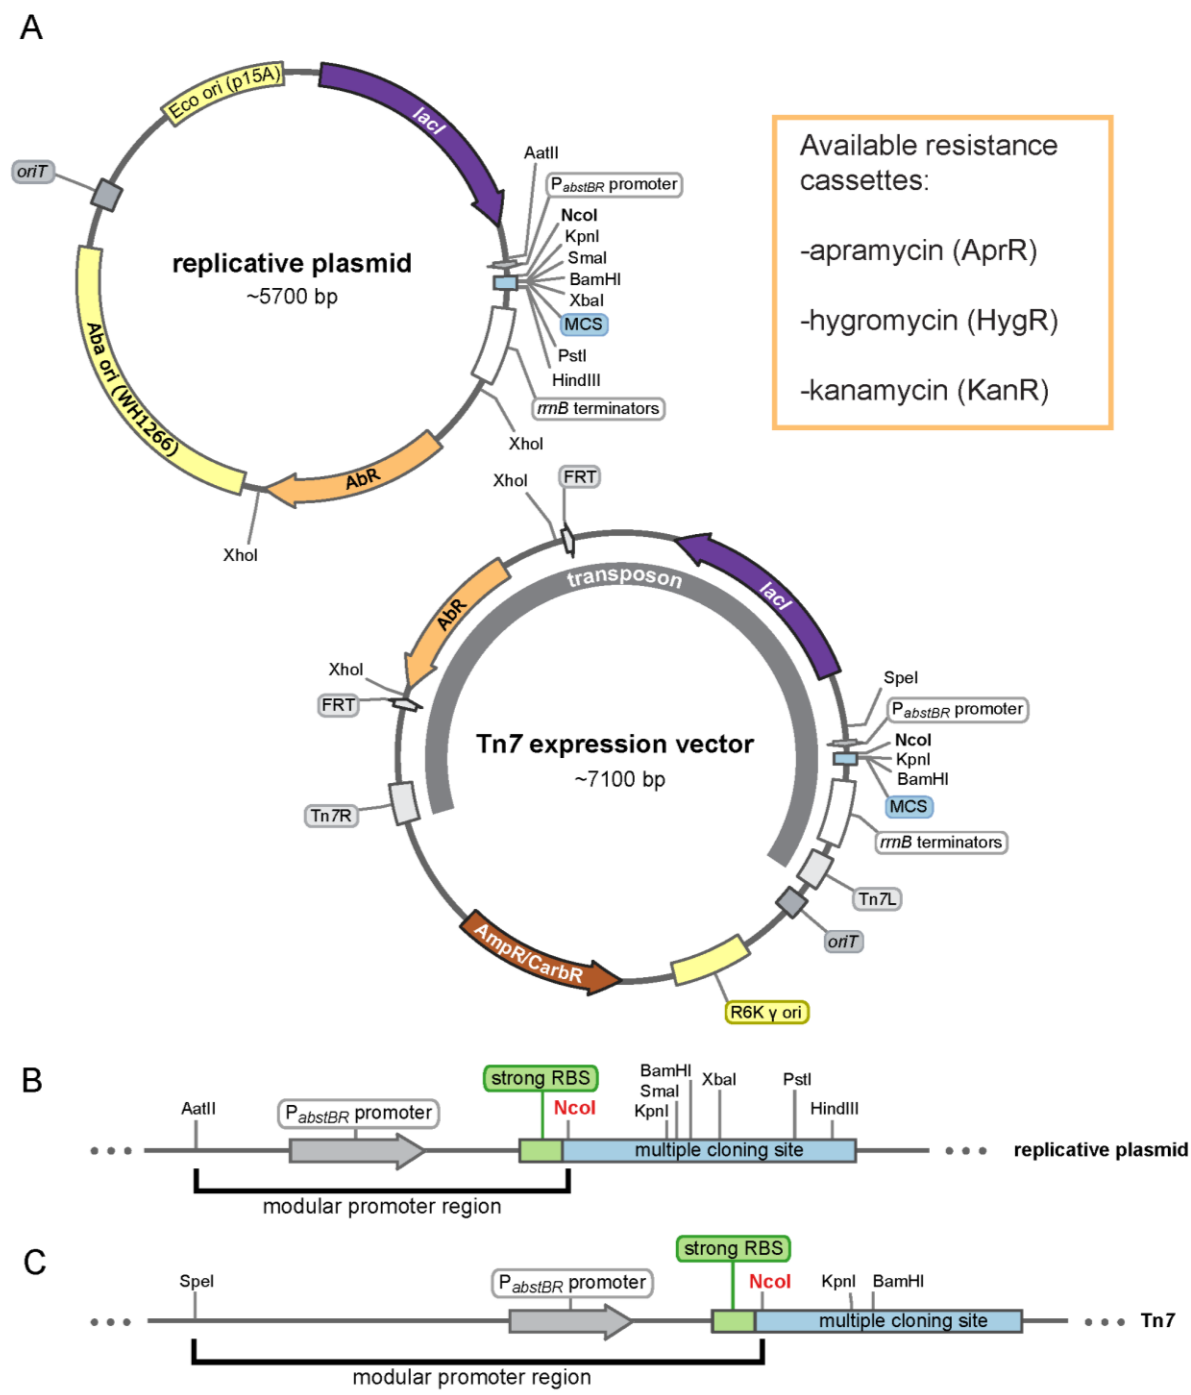 A
Eco ori (p15A)
lacI
oriT
AatII
PabstBR promoter
NcoI
KpnI
SmaI
BamHI
XbaI
MCS
PstI
HindIII
rrnB terminators
XhoI
replicative plasmid
~5700 bp
Aba ori (WH1266)
AbR
XhoI
Available resistance
cassettes:
-apramycin (AprR)
-hygromycin (HygR)
-kanamycin (KanR)
XhoI
FRT
transposon
lacI
AbR
XhoI
FRT
SpeI
PabstBR promoter
NcoI
KpnI
BamHI
MCS
Tn7 expression vector
~7100 bp
Tn7R
rrnB terminators
Tn7L
oriT
AmpR/CarbR
R6K γ ori
B
strong RBS
BamHI
SmaI
XbaI
PstI
AatII
PabstBR promoter
NcoI
KpnI
HindIII
multiple cloning site
replicative plasmid
modular promoter region
C
strong RBS
SpeI
PabstBR promoter
NcoI
KpnI
BamHI
multiple cloning site
Tn7
modular promoter region